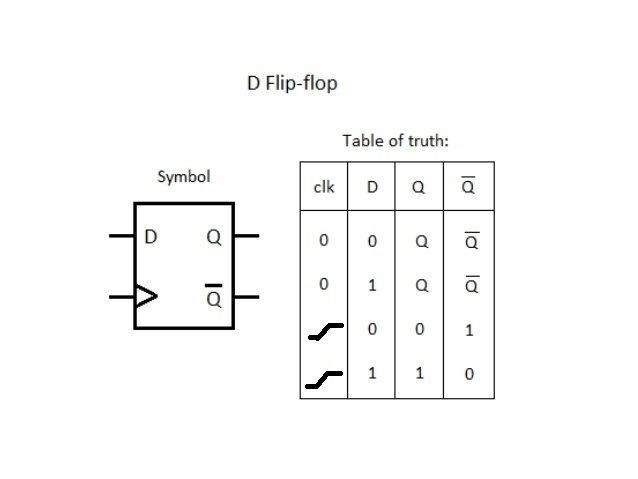 D Flip-flop
Table of truth:
Symbol
D Q
Q̅
clk D Q Q̅
0 0 Q Q̅
0 1 Q Q̅
0 0 1
1 1 0